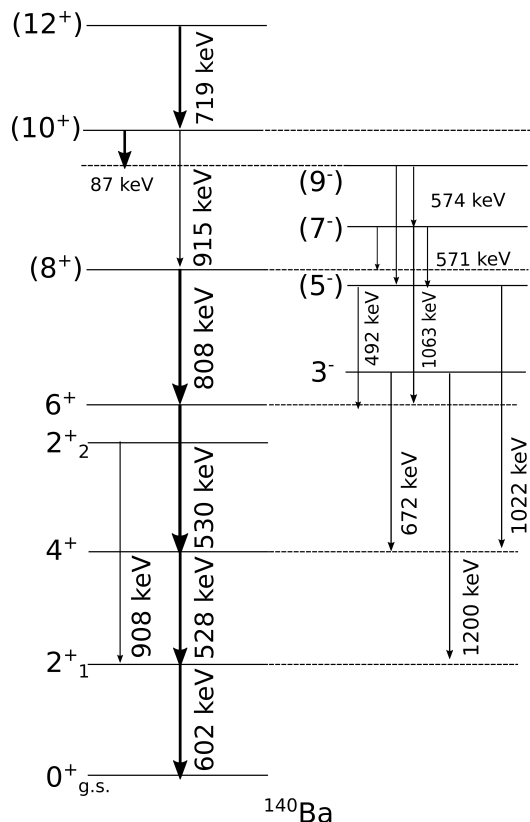 (12⁺)
719 keV
(10⁺)
87 keV
(9⁻)
574 keV
(7⁻)
915 keV
571 keV
(8⁺)
(5⁻)
808 keV
492 keV
1063 keV
3⁻
6⁺
2⁺₂
530 keV
672 keV
1022 keV
4⁺
908 keV
528 keV
1200 keV
2⁺₁
602 keV
0⁺g.s.
¹⁴⁰Ba